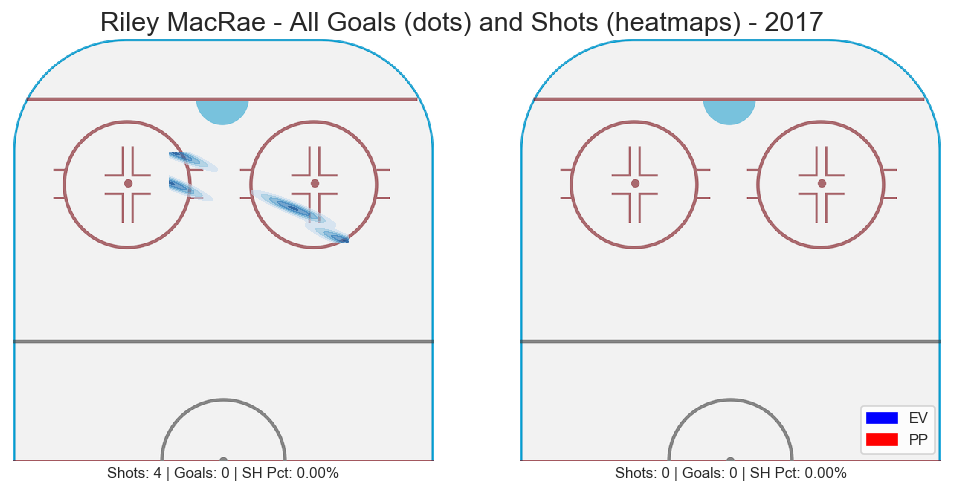 Riley MacRae - All Goals (dots) and Shots (heatmaps) - 2017
EV
PP
Shots: 4 | Goals: 0 | SH Pct: 0.00%
Shots: 0 | Goals: 0 | SH Pct: 0.00%